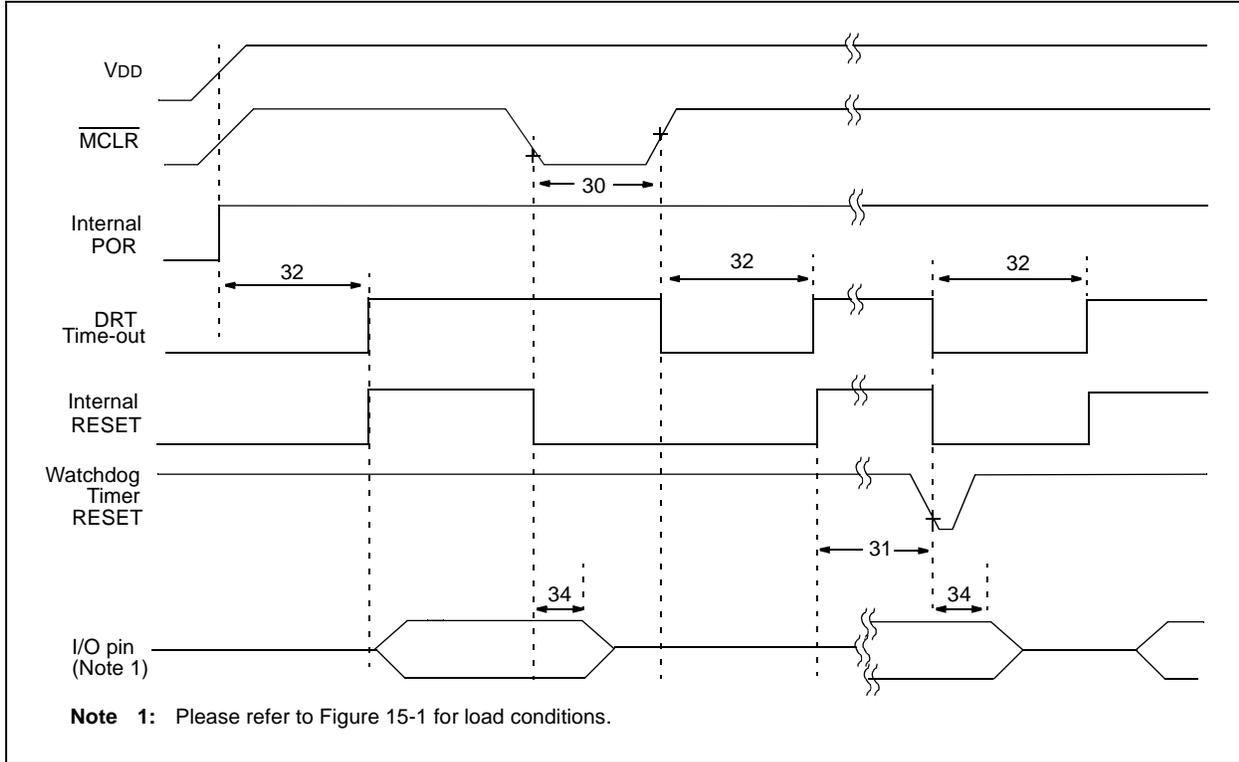 VDD
MCLR
30
Internal
POR
32
32
32
DRT
Time-out
Internal
RESET
Watchdog
Timer
RESET
31
34
34
I/O pin
(Note 1)
Note 1: Please refer to Figure 15-1 for load conditions.